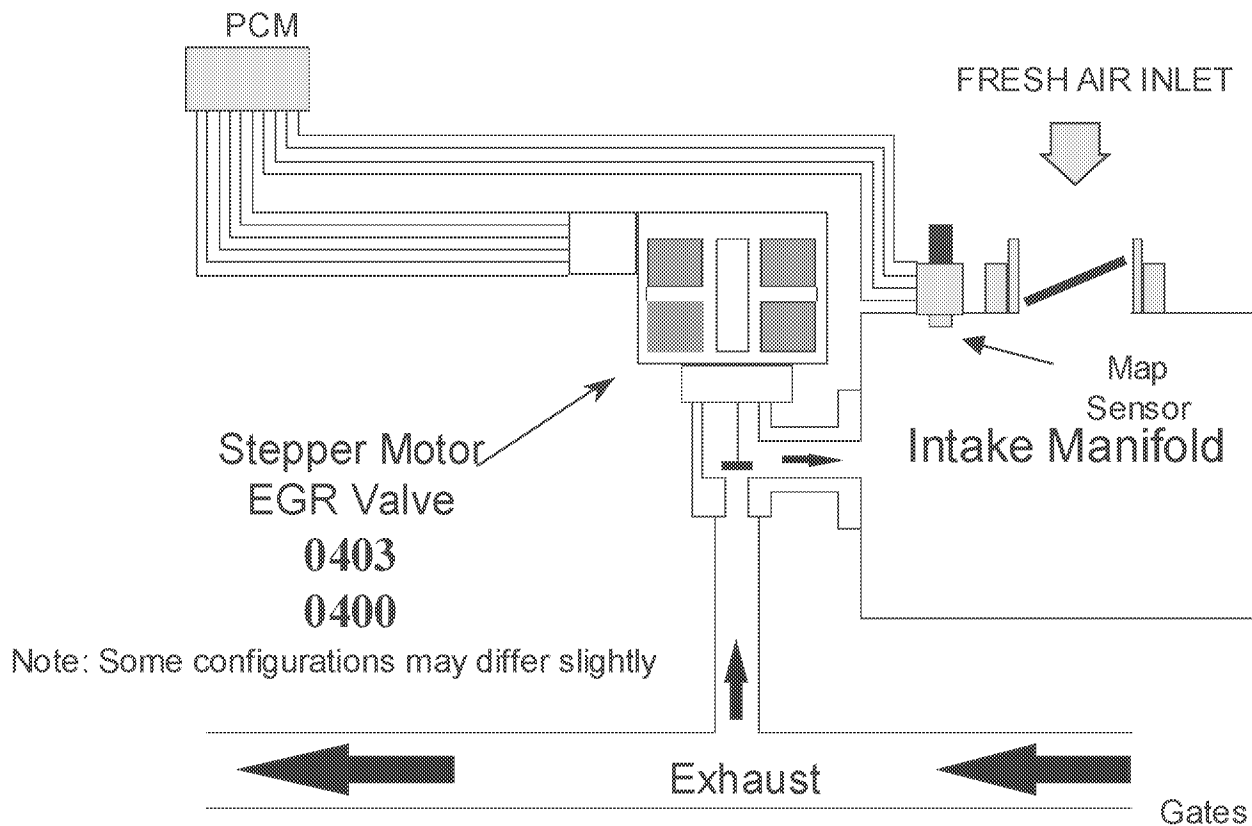 PCM
FRESH AIR INLET
Map
Sensor
Intake Manifold
Stepper Motor
EGR Valve
0403
0400
Note: Some configurations may differ slightly
Exhaust
Gates